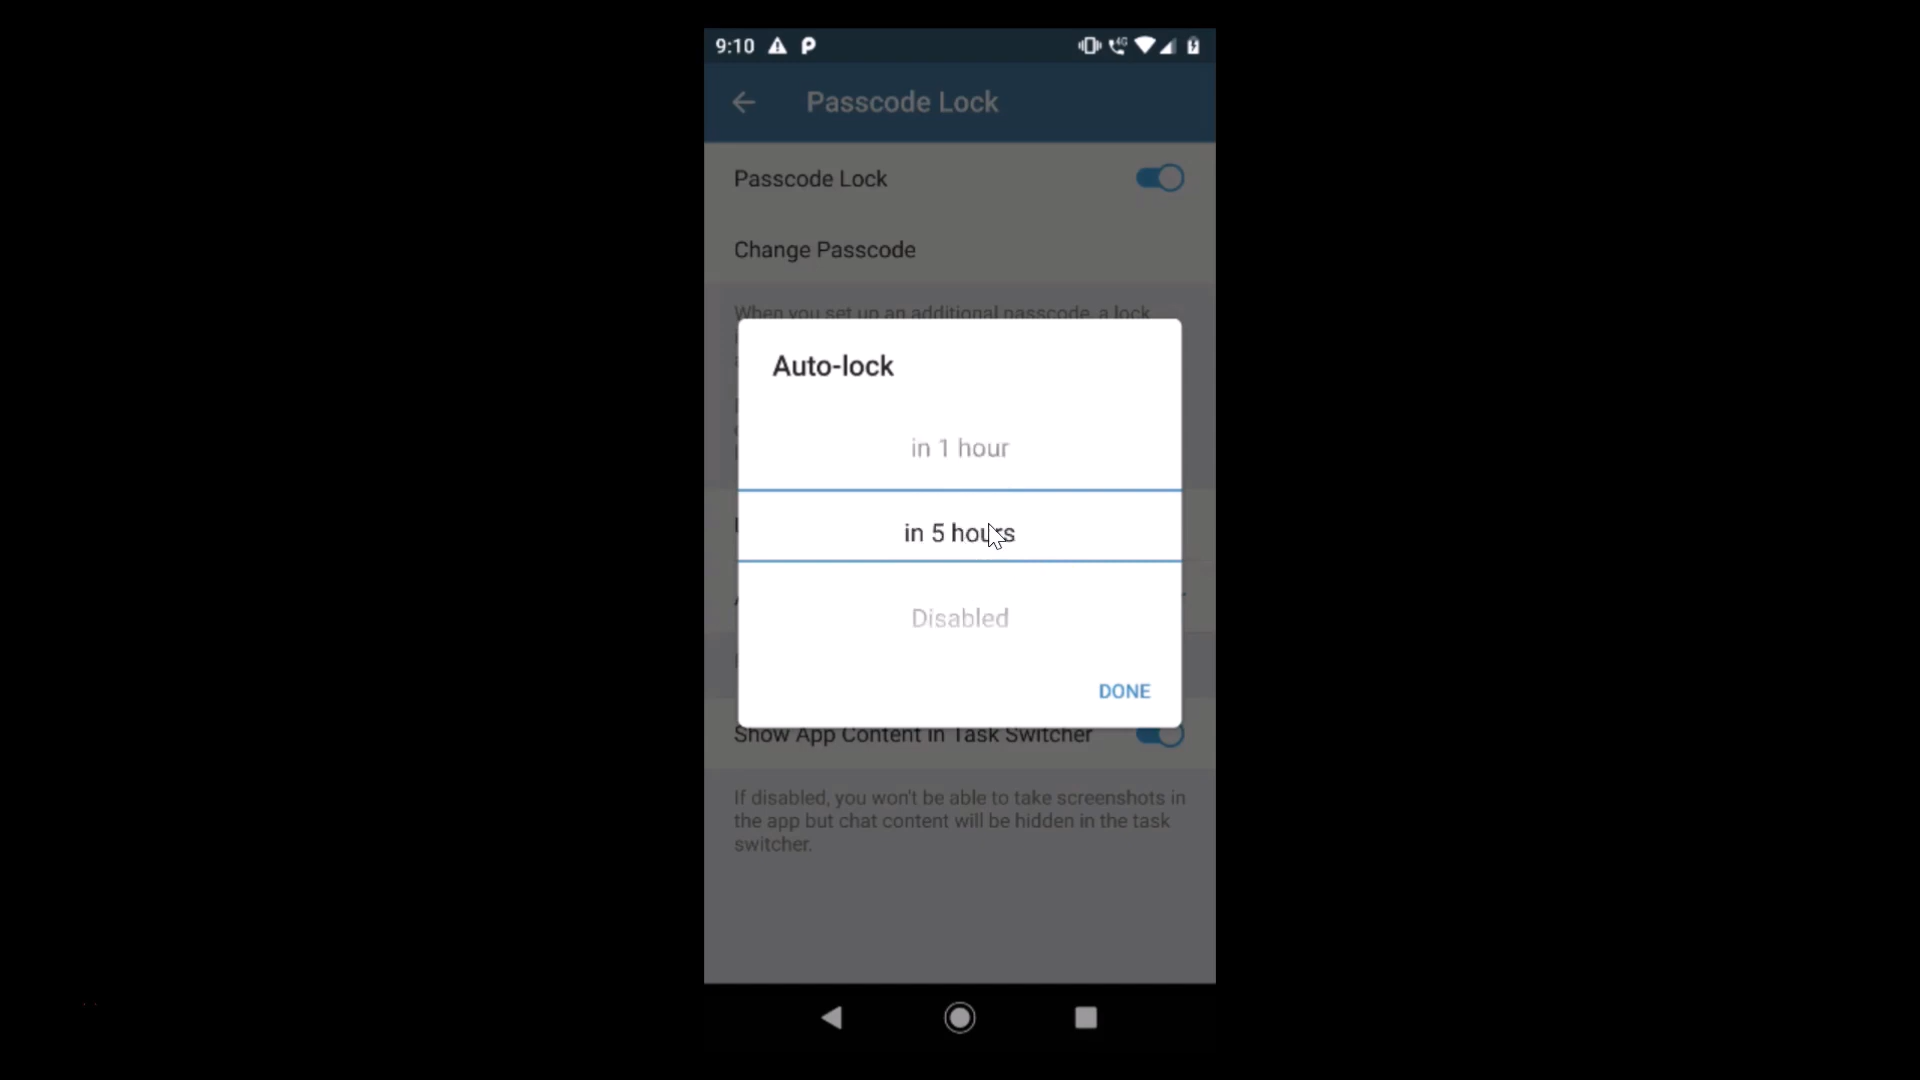 9:10
Passcode Lock
Passcode Lock
Change Passcode
When you set up an additional passcode, a lock
Auto-lock
in 1 hour
in 5 hours
Disabled
DONE
Show App Content in Task Switcher
If disabled, you won't be able to take screenshots in
the app but chat content will be hidden in the task
switcher.